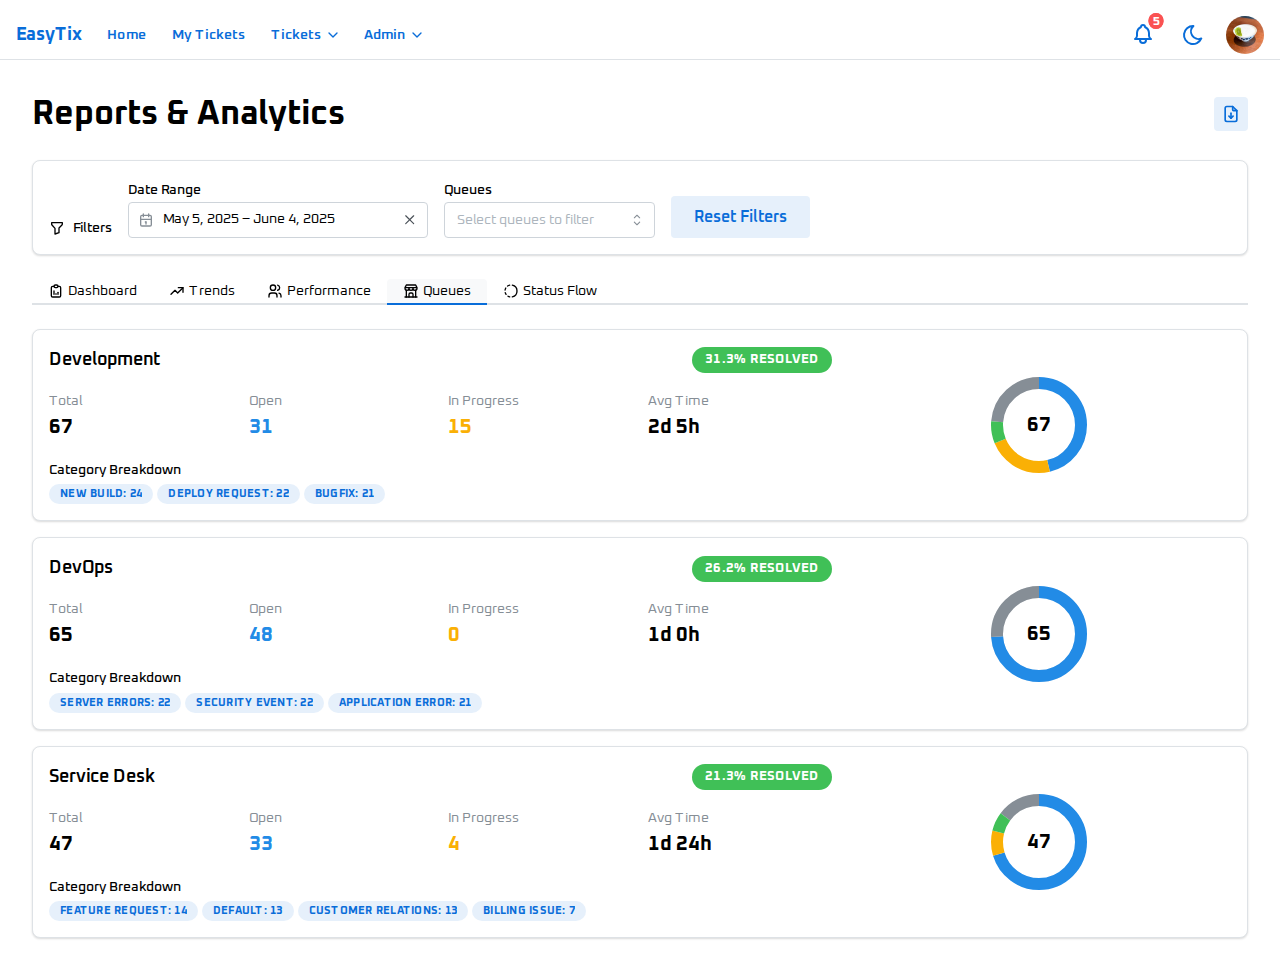 EasyTix Home My Tickets Tickets Admin 5
Reports & Analytics
Filters
Date Range
May 5, 2025 – June 4, 2025
Queues
Select queues to filter
Reset Filters
Dashboard Trends Performance Queues Status Flow
Development 31.3% RESOLVED
Total Open In Progress Avg Time
67 31 15 2d 5h
67
Category Breakdown
NEW BUILD: 24 DEPLOY REQUEST: 22 BUGFIX: 21
DevOps 26.2% RESOLVED
Total Open In Progress Avg Time
65 48 0 1d 0h
65
Category Breakdown
SERVER ERRORS: 22 SECURITY EVENT: 22 APPLICATION ERROR: 21
Service Desk 21.3% RESOLVED
Total Open In Progress Avg Time
47 33 4 1d 24h
47
Category Breakdown
FEATURE REQUEST: 14 DEFAULT: 13 CUSTOMER RELATIONS: 13 BILLING ISSUE: 7